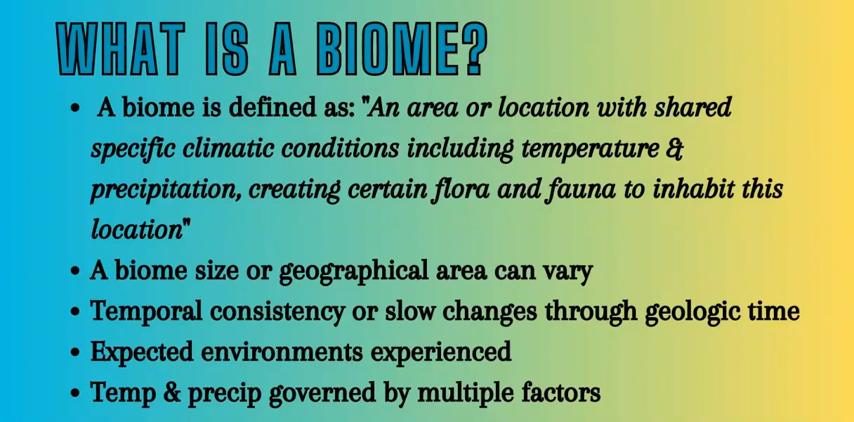 WHAT IS A BIOME?
• A biome is defined as: "An area or location with shared
specific climatic conditions including temperature &
precipitation, creating certain flora and fauna to inhabit this
location"
• A biome size or geographical area can vary
• Temporal consistency or slow changes through geologic time
• Expected environments experienced
• Temp & precip governed by multiple factors